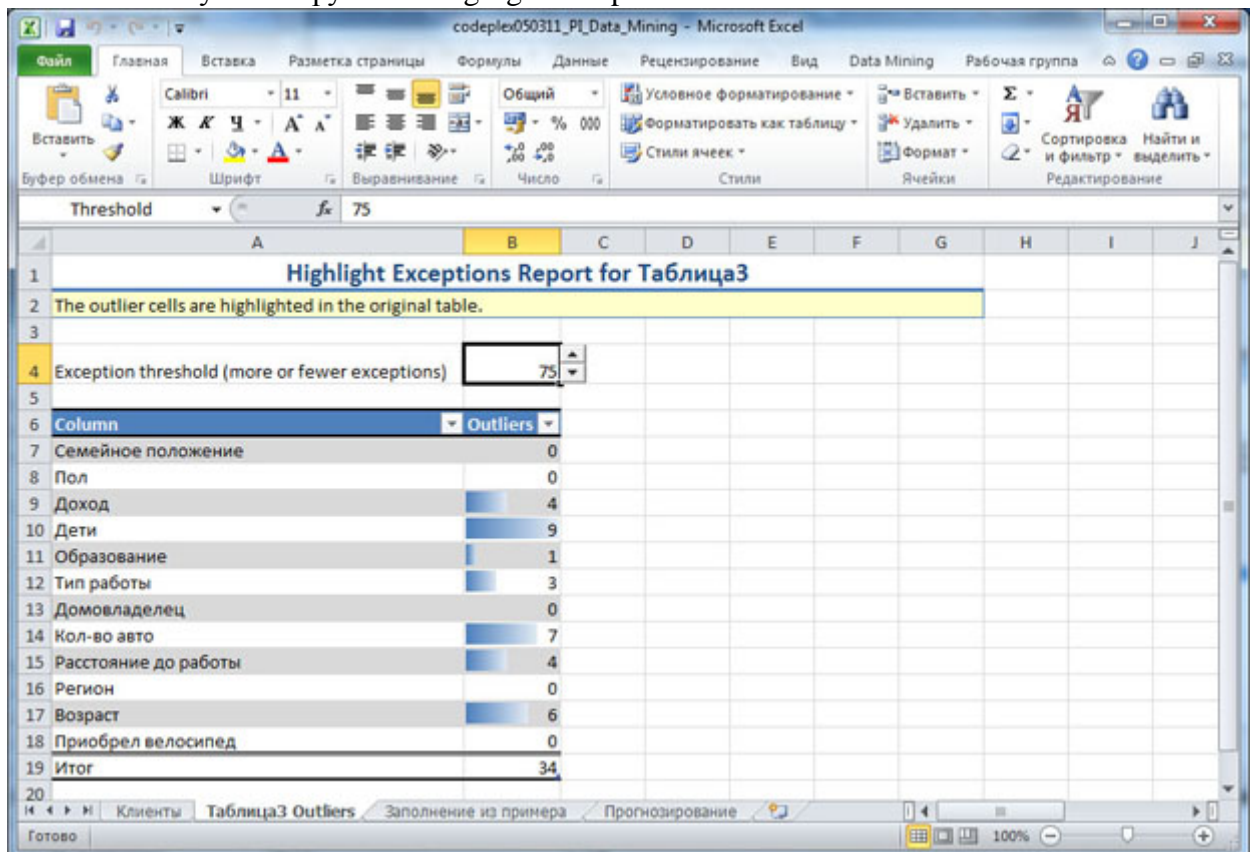 codeplex050311_PI_Data_Mining - Microsoft Excel
Файл Главная Вставка Разметка страницы Формулы Данные Рецензирование Вид Data Mining Рабочая группа
Вставить
Calibri 11
Ж К Ч
Общий
% 000
Условное форматирование
Форматировать как таблицу
Стили ячеек
Вставить
Удалить
Формат
Σ
Сортировка и фильтр
Найти и выделить
Буфер обмена Шрифт Выравнивание Число Стили Ячейки Редактирование
Threshold fx 75
A B C D E F G H I J
1 Highlight Exceptions Report for Таблица3
2 The outlier cells are highlighted in the original table.
3
4 Exception threshold (more or fewer exceptions) 75
5
6 Column Outliers
7 Семейное положение 0
8 Пол 0
9 Доход 4
10 Дети 9
11 Образование 1
12 Тип работы 3
13 Домовладелец 0
14 Кол-во авто 7
15 Расстояние до работы 4
16 Регион 0
17 Возраст 6
18 Приобрел велосипед 0
19 Итог 34
20
Клиенты Таблица3 Outliers Заполнение из примера Прогнозирование
Готово 100%